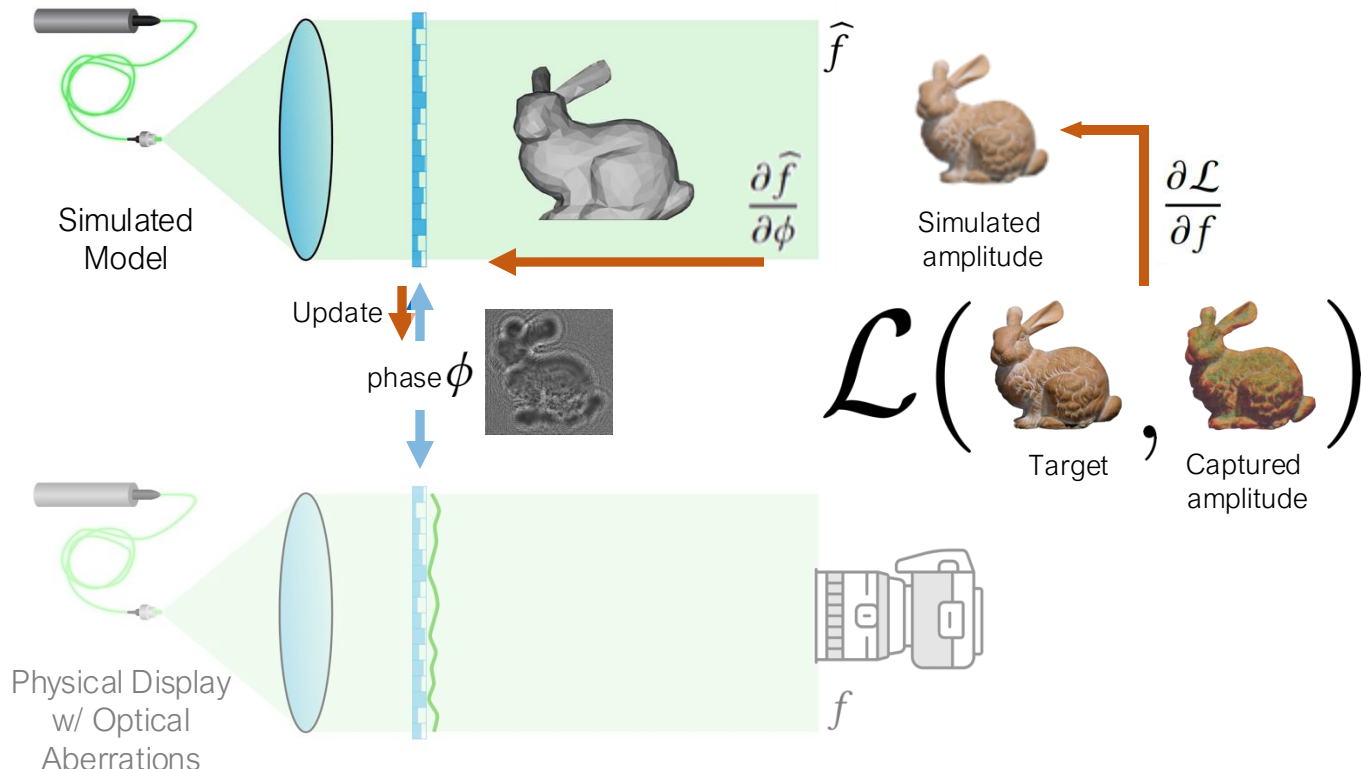 Simulated
Model
f̂
∂f̂
∂ϕ
Simulated
amplitude
∂ℒ
∂f
Update
phase ϕ
ℒ( , )
Target
Captured
amplitude
Physical Display
w/ Optical
Aberrations
f